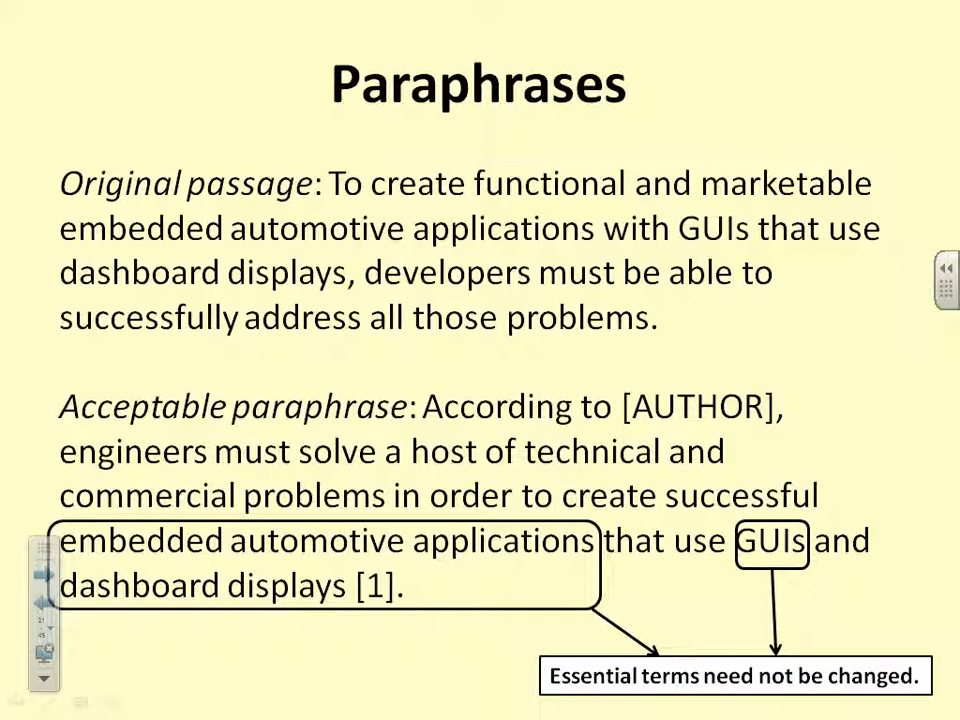 Paraphrases
Original passage: To create functional and marketable
embedded automotive applications with GUIs that use
dashboard displays, developers must be able to
successfully address all those problems.
Acceptable paraphrase: According to [AUTHOR],
engineers must solve a host of technical and
commercial problems in order to create successful
embedded automotive applications that use GUIs and
dashboard displays [1].
21
Essential terms need not be changed.